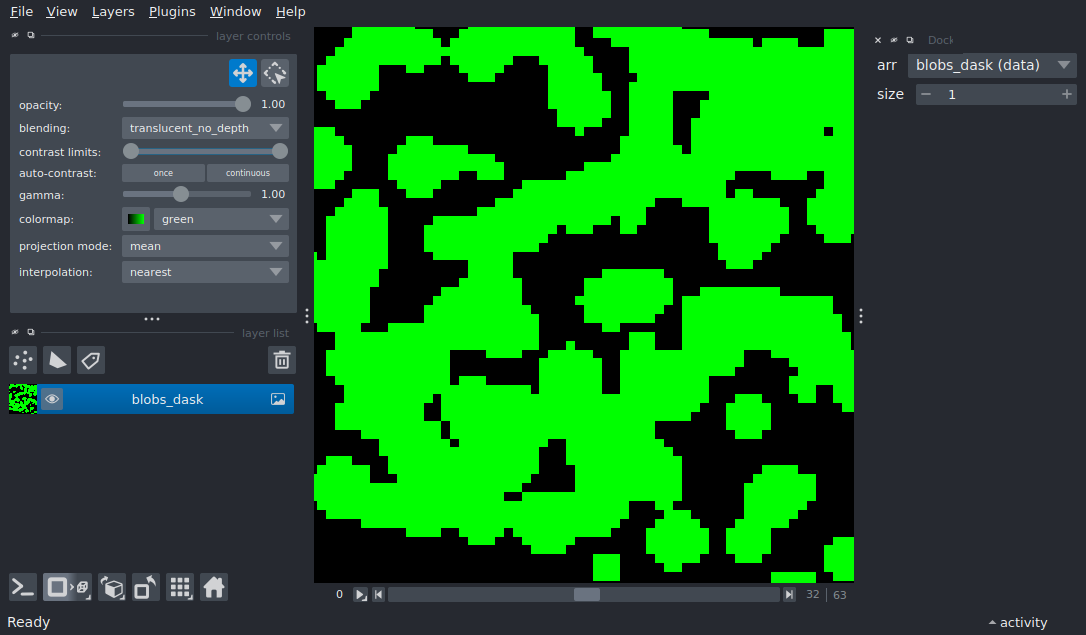 File View Layers Plugins Window Help
layer controls
opacity: 1.00
blending: translucent_no_depth
contrast limits:
auto-contrast: once continuous
gamma: 1.00
colormap: green
projection mode: mean
interpolation: nearest
layer list
blobs_dask
0 32 63
Ready
activity
Dock
arr blobs_dask (data)
size 1